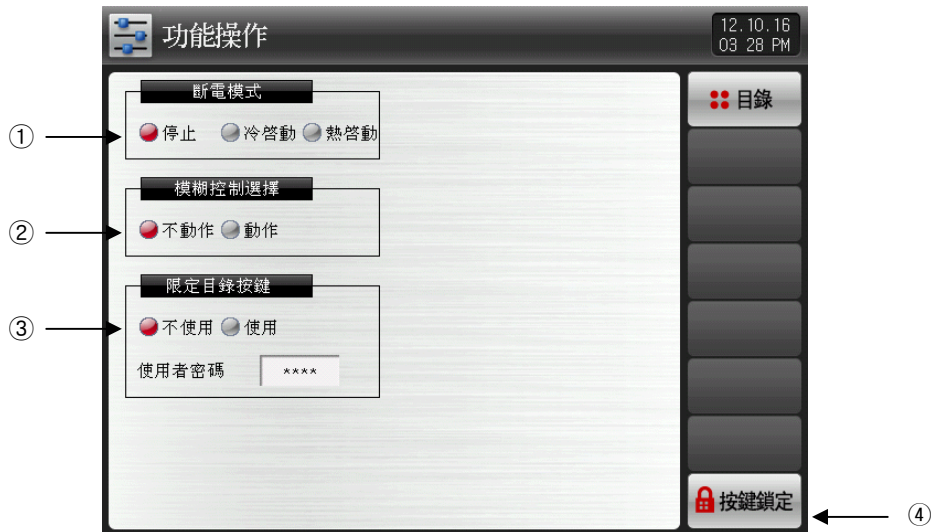 功能操作
12.10.16
03 28 PM
斷電模式
目錄
①
停止 冷啓動 熱啓動
模糊控制選擇
②
不動作 動作
限定目錄按鍵
③
不使用 使用
使用者密碼 ****
按鍵鎖定
④